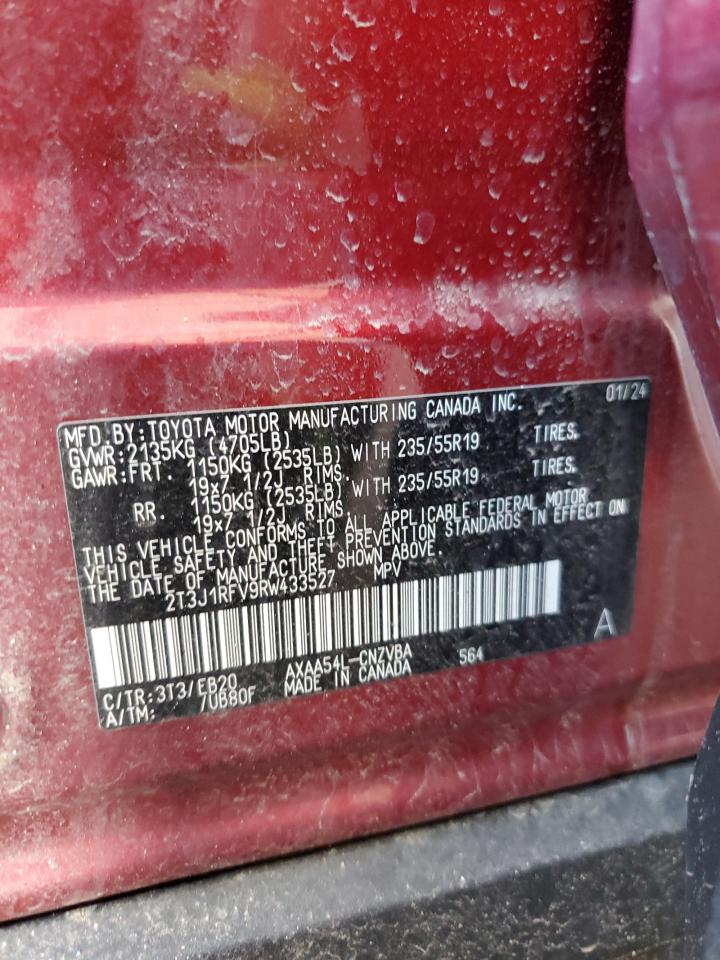 MFD.BY:TOYOTA MOTOR MANUFACTURING CANADA INC. 01/24
GVWR:2135KG (4705LB)
GAWR:FRT. 1150KG (2535LB) WITH 235/55R19 TIRES.
19x7 1/2J RIMS.
RR. 1150KG (2535LB) WITH 235/55R19 TIRES.
19x7 1/2J RIMS.
THIS VEHICLE CONFORMS TO ALL APPLICABLE FEDERAL MOTOR
VEHICLE SAFETY AND THEFT PREVENTION STANDARDS IN EFFECT ON
THE DATE OF MANUFACTURE SHOWN ABOVE.
2T3J1RFV9RW433527 MPV
A
C/TR:3T3/EB20 AXAA54L-CNZVBA 564
A/TM: /UB80F MADE IN CANADA